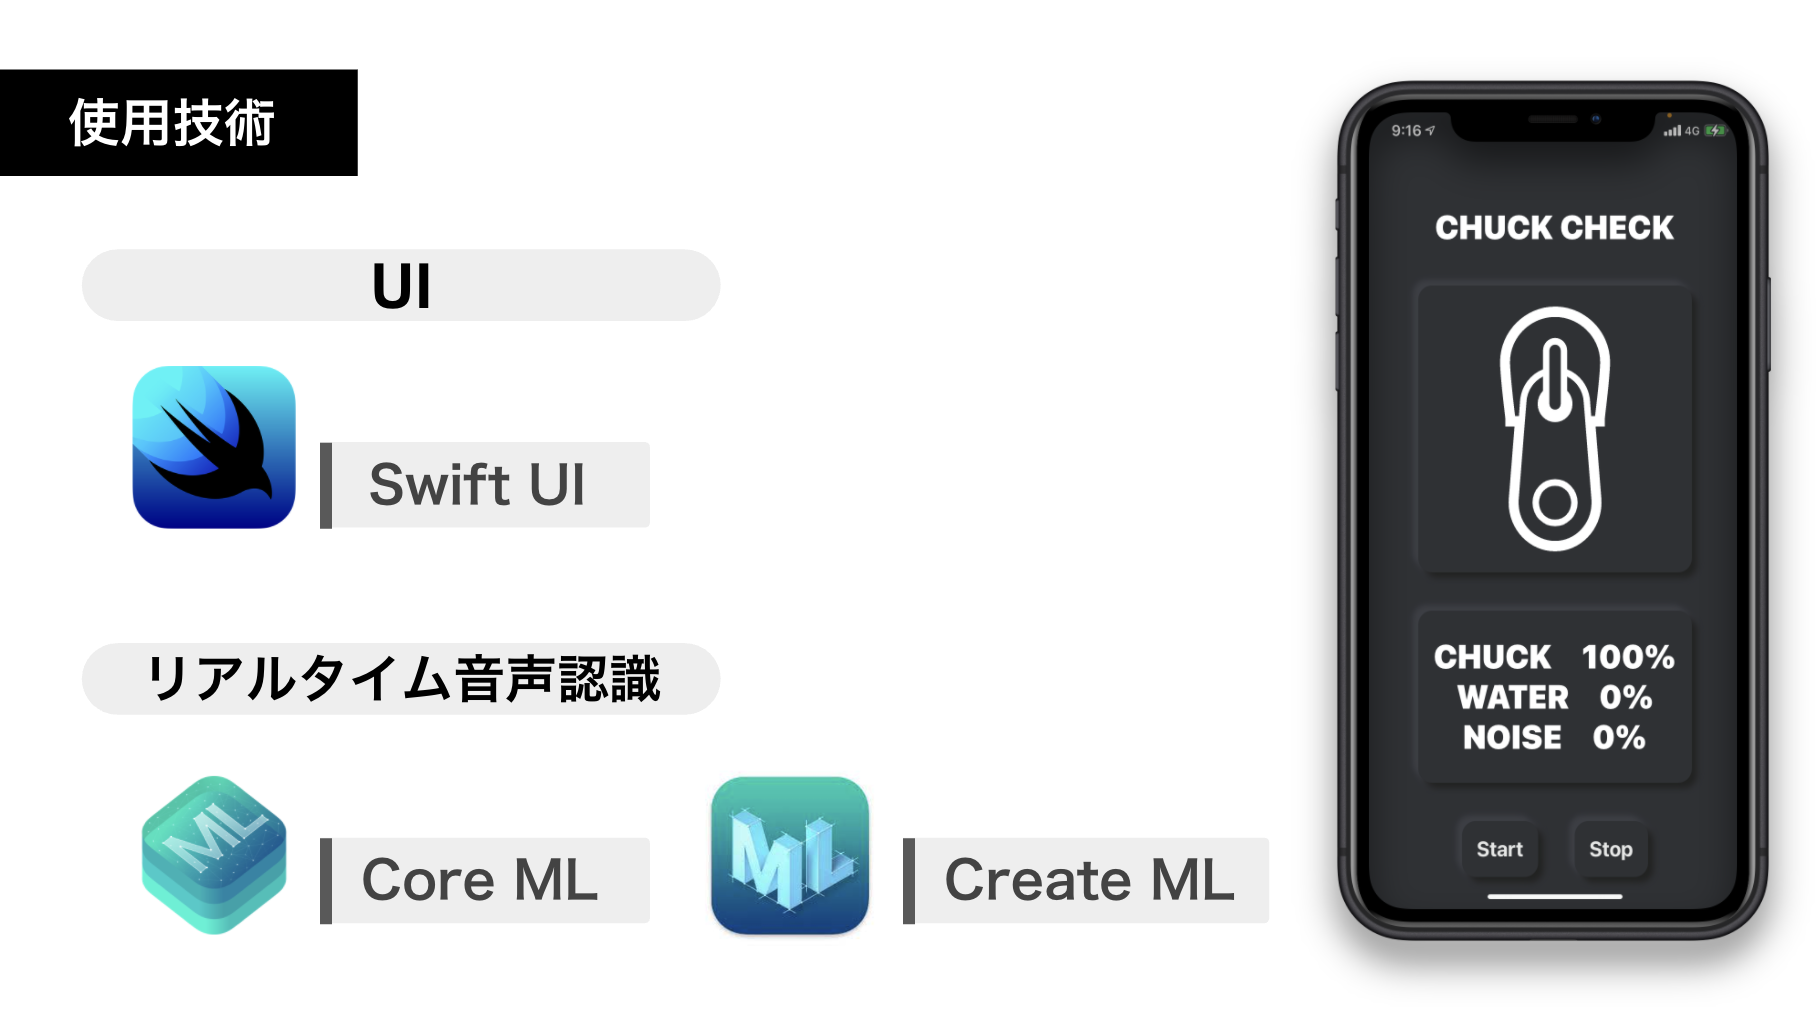 使用技術
UI
Swift UI
リアルタイム音声認識
ML
Core ML
ML
Create ML
9:16
4G
CHUCK CHECK
CHUCK 100%
WATER 0%
NOISE 0%
Start
Stop